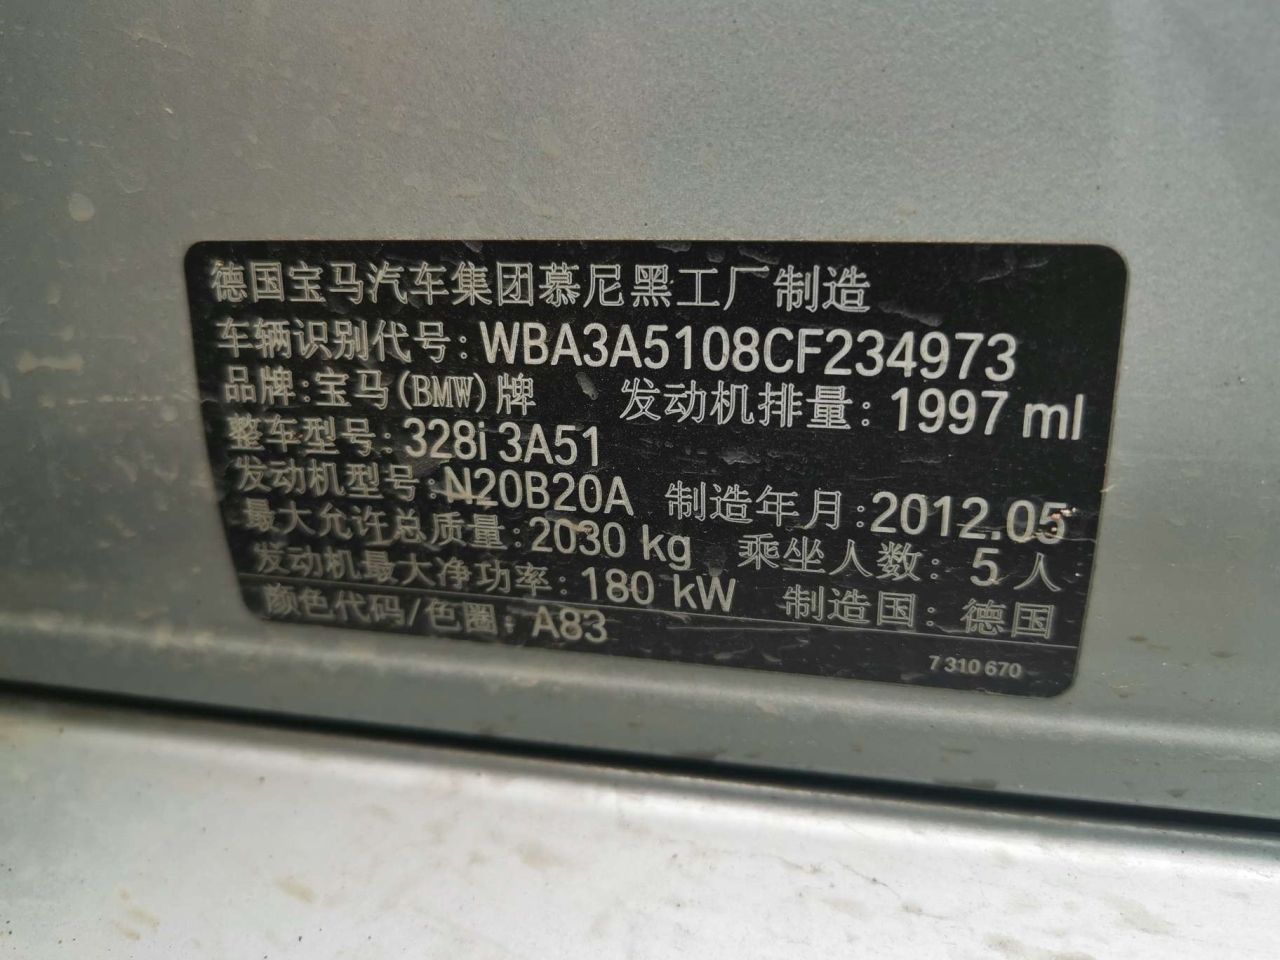 德国宝马汽车集团慕尼黑工厂制造
车辆识别代号: WBA3A5108CF234973
品牌:宝马(BMW)牌 发动机排量: 1997 ml
整车型号: 328i 3A51
发动机型号: N20B20A 制造年月:2012.05
最大允许总质量: 2030 kg 乘坐人数: 5 人
发动机最大净功率: 180 kW 制造国: 德国
颜色代码/色圈: A83
7 310 670